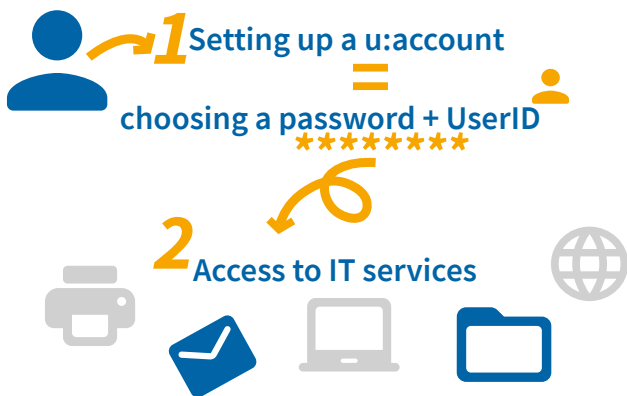 1 Setting up a u:account
=
choosing a password + UserID
********
2 Access to IT services